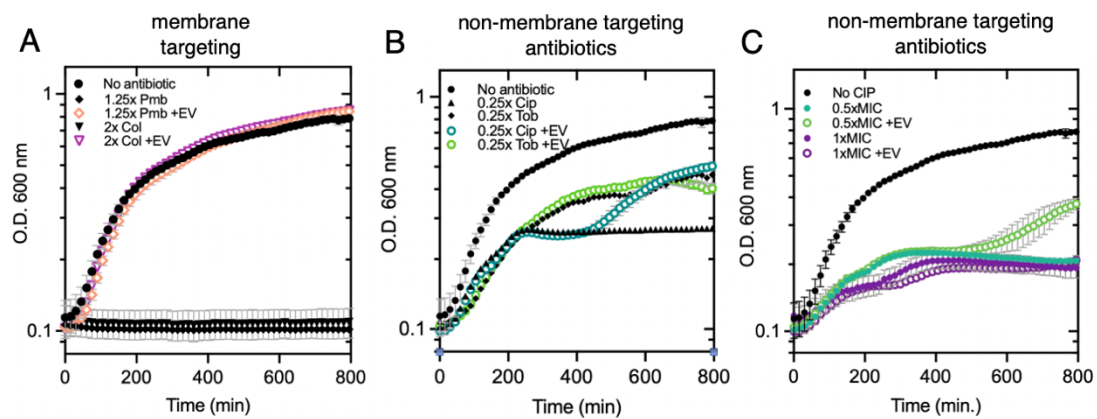 A
membrane
targeting
O.D. 600 nm
1
0.1
No antibiotic
1.25x Pmb
1.25x Pmb +EV
2x Col
2x Col +EV
0
200
400
600
800
Time (min)
B
non-membrane targeting
antibiotics
O.D. 600 nm
1
0.1
No antibiotic
0.25x Cip
0.25x Tob
0.25x Cip +EV
0.25x Tob +EV
0
200
400
600
800
Time (min)
C
non-membrane targeting
antibiotics
O.D. 600 nm
1
0.1
No CIP
0.5xMIC
0.5xMIC +EV
1xMIC
1xMIC +EV
0
200
400
600
800
Time (min.)